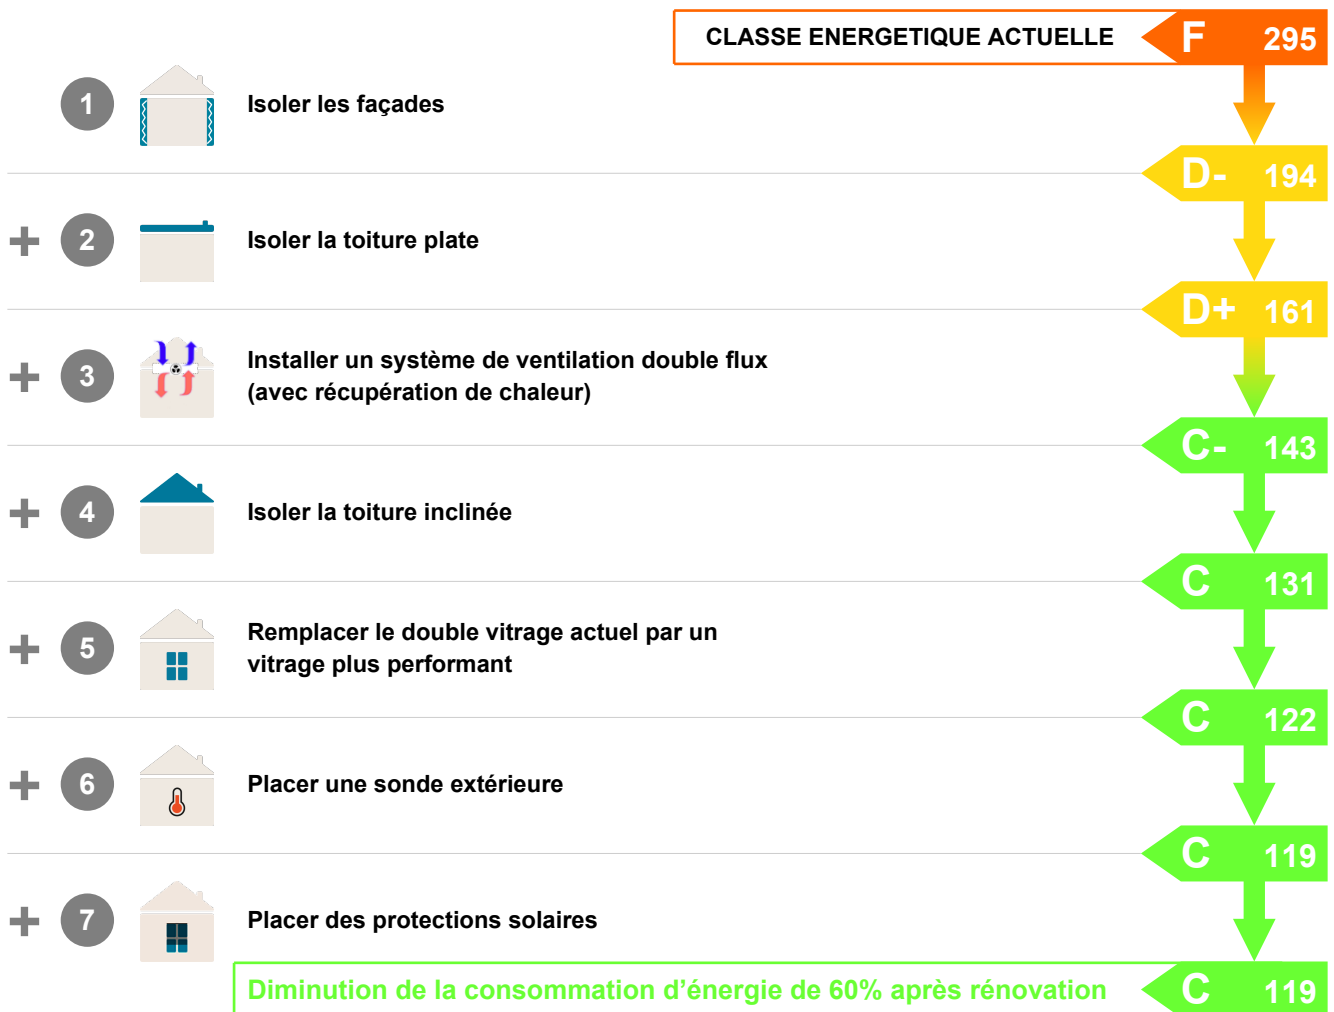 CLASSE ENERGETIQUE ACTUELLE F 295
1 Isoler les façades
D- 194
+ 2 Isoler la toiture plate
D+ 161
+ 3 Installer un système de ventilation double flux
(avec récupération de chaleur)
C- 143
+ 4 Isoler la toiture inclinée
C 131
+ 5 Remplacer le double vitrage actuel par un
vitrage plus performant
C 122
+ 6 Placer une sonde extérieure
C 119
+ 7 Placer des protections solaires
Diminution de la consommation d’énergie de 60% après rénovation C 119